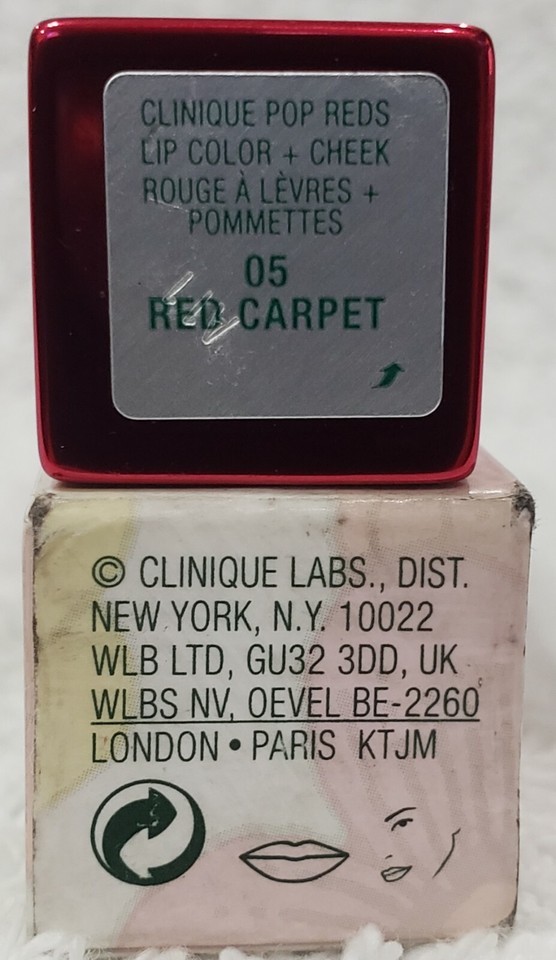 CLINIQUE POP REDS
LIP COLOR + CHEEK
ROUGE À LÈVRES +
POMMETTES
05
RED CARPET
© CLINIQUE LABS., DIST.
NEW YORK, N.Y. 10022
WLB LTD, GU32 3DD, UK
WLBS NV, OEVEL BE-2260
LONDON • PARIS KTJM